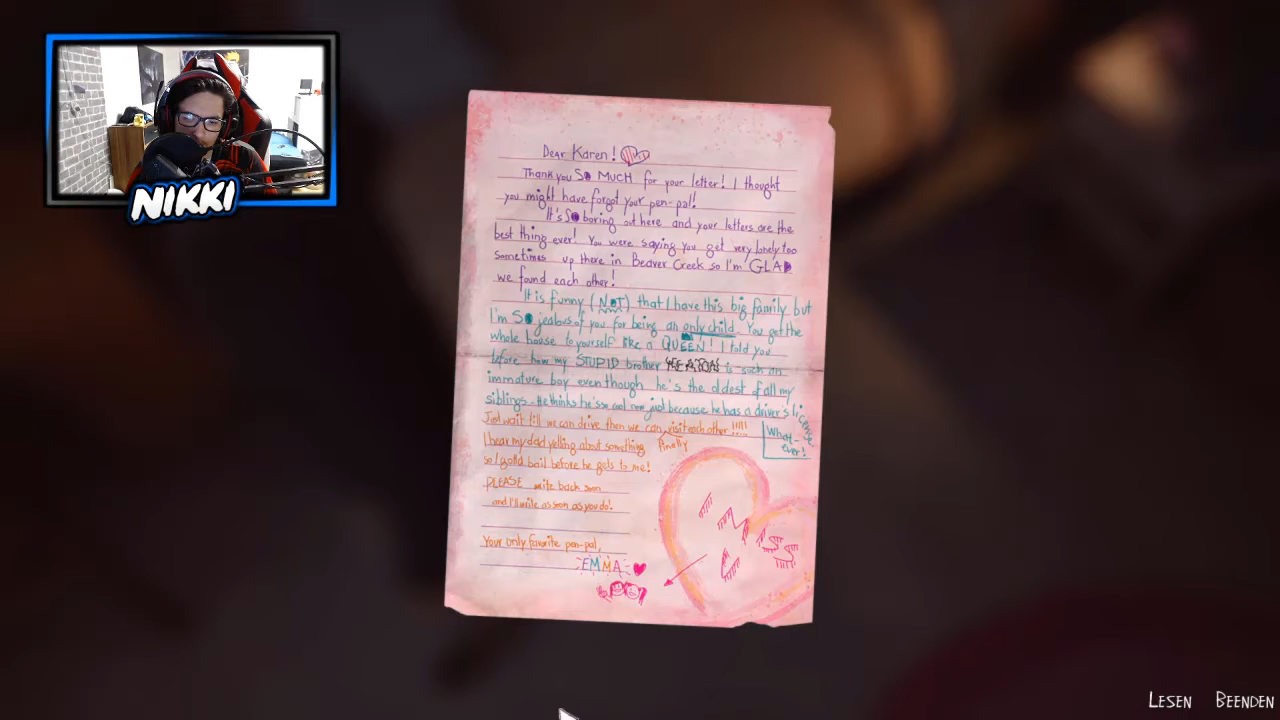 NIKKI
Dear Karen!
Thank you SO MUCH for your letter! I thought
you might have forgot your pen-pal!
It's SO boring out here and your letters are the
best thing ever! You were saying you get very lonely too
sometimes up there in Beaver Creek so I'm GLAD
we found each other!
It is funny (NOT) that I have this big family but
I'm SO jealous of you for being an only child. You get the
whole house to yourself like a QUEEN! I told you
before how my STUPID brother is such an
immature boy even though he's the oldest of all my
siblings. He thinks he's so cool now just because he has a driver's license
What-
ever!
Just wait till we can drive then we can finally visit each other!!!!!
I hear my dad yelling about something
so I gotta bail before he gets to me!
PLEASE write back soon
and I'll write as soon as you do!
Your only favorite pen-pal,
EMMA
LESEN BEENDEN